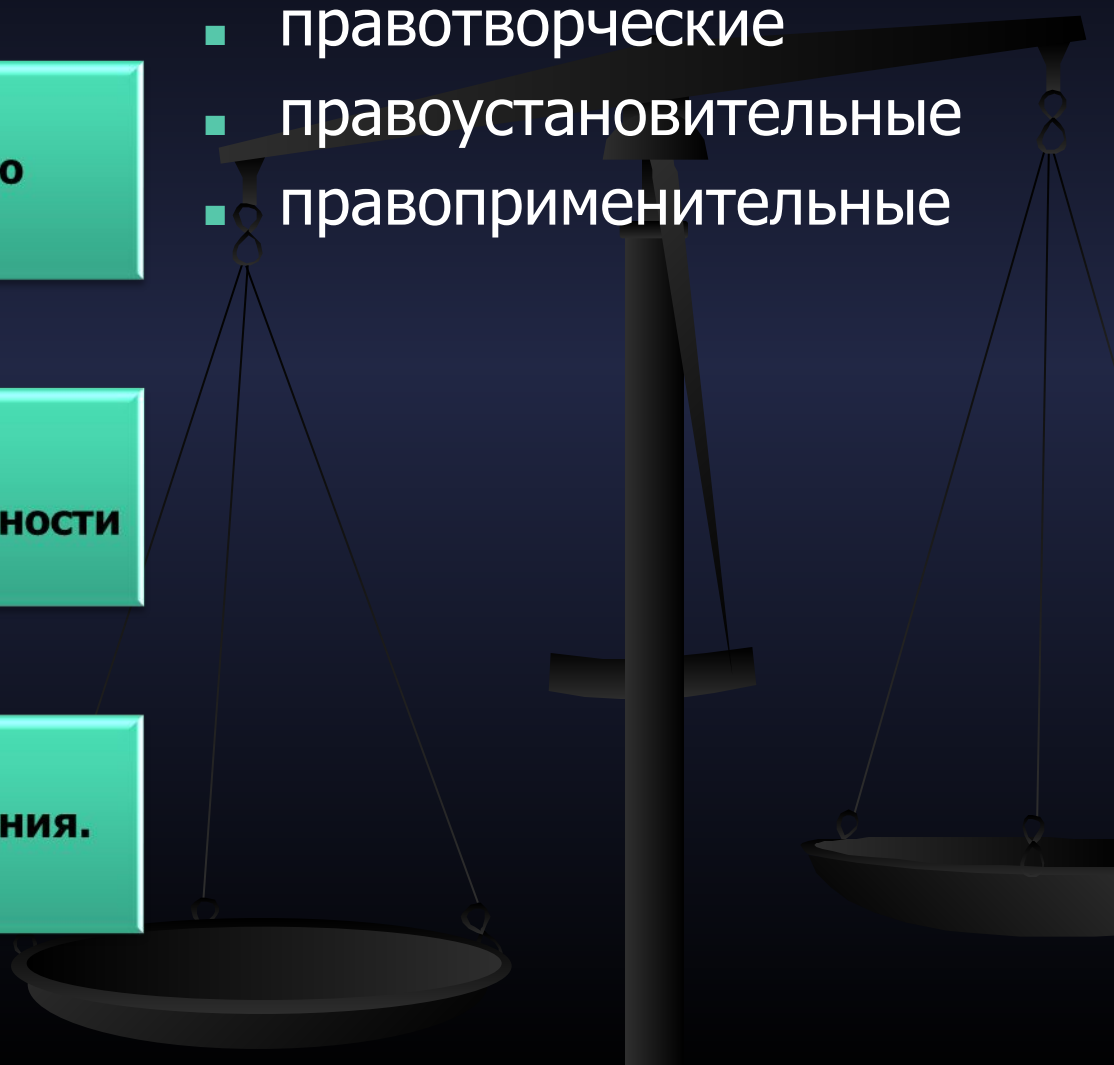 правотворческие
правоустановительные
правоприменительные
о
ности
ния.